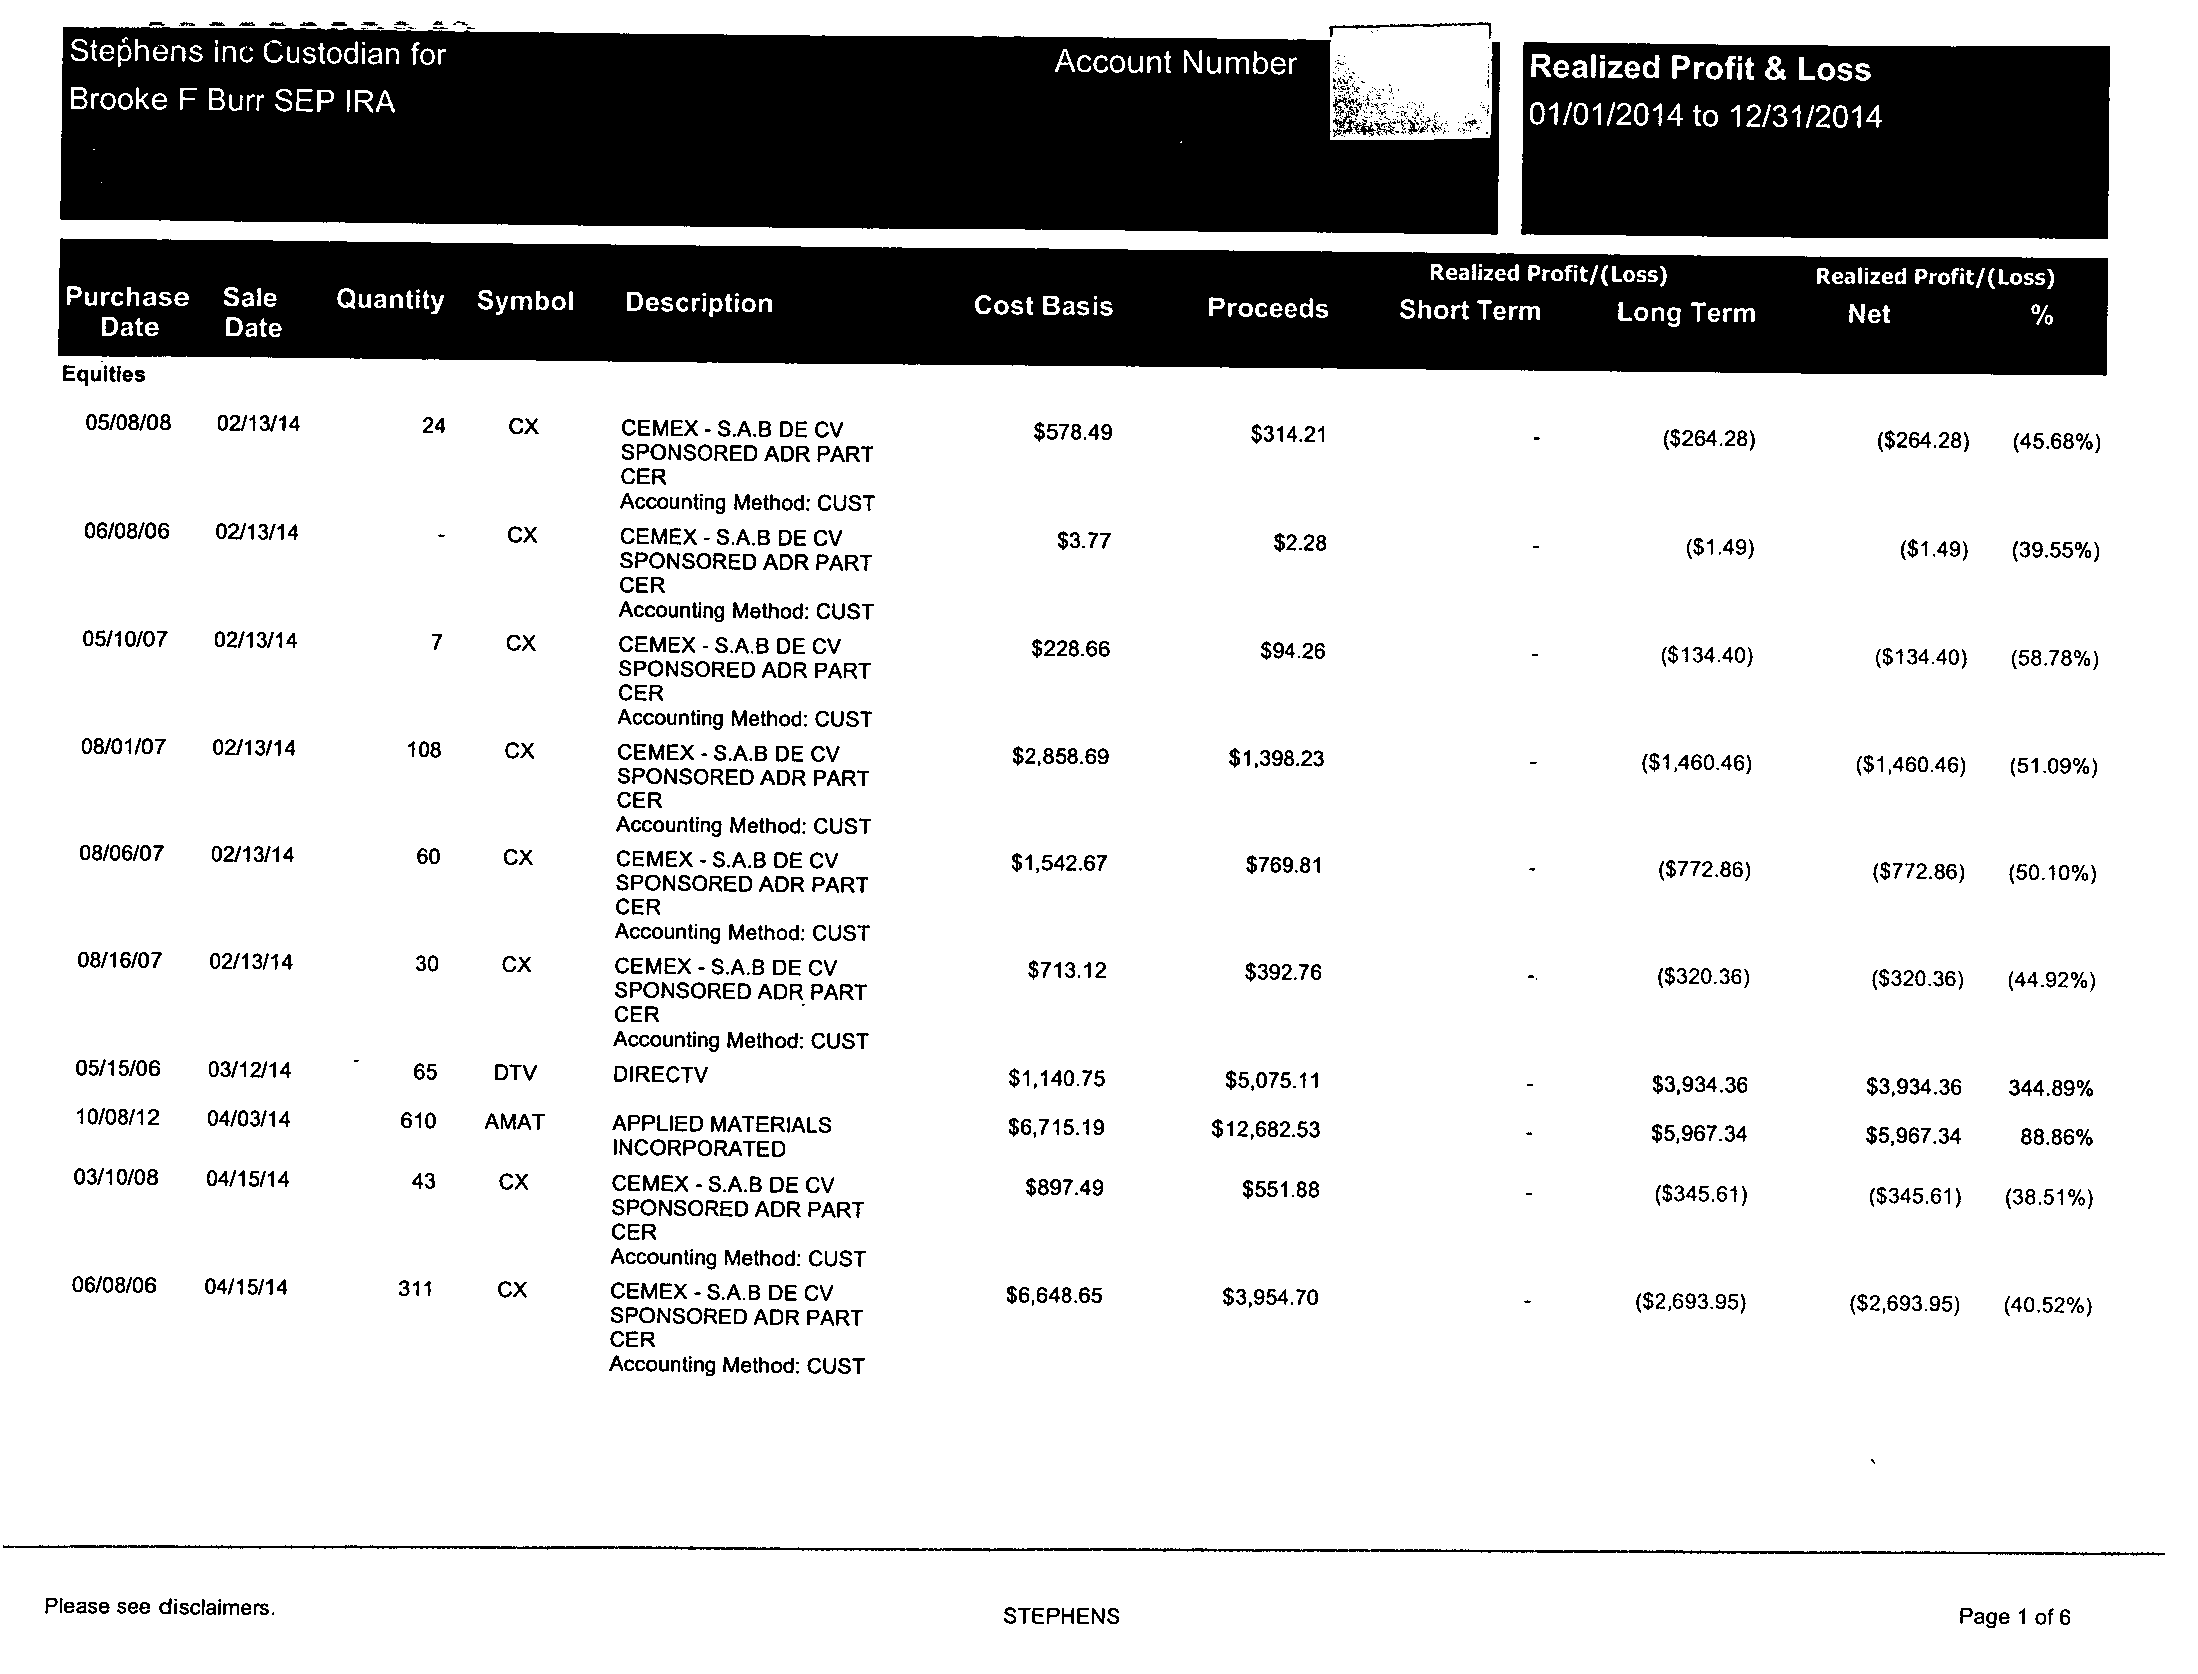 Stephens Inc Custodian for
Brooke F Burr SEP IRA
Account Number
Realized Profit & Loss
01/01/2014 to 12/31/2014
Realized Profit/(Loss) Realized Profit/(Loss)
Purchase Date Sale Date Quantity Symbol Description Cost Basis Proceeds Short Term Long Term Net %
Equities
05/08/08 02/13/14 24 CX CEMEX - S.A.B DE CV $578.49 $314.21 - ($264.28) ($264.28) (45.68%)
SPONSORED ADR PART
CER
Accounting Method: CUST
06/08/06 02/13/14 - CX CEMEX - S.A.B DE CV $3.77 $2.28 - ($1.49) ($1.49) (39.55%)
SPONSORED ADR PART
CER
Accounting Method: CUST
05/10/07 02/13/14 7 CX CEMEX - S.A.B DE CV $228.66 $94.26 - ($134.40) ($134.40) (58.78%)
SPONSORED ADR PART
CER
Accounting Method: CUST
08/01/07 02/13/14 108 CX CEMEX - S.A.B DE CV $2,858.69 $1,398.23 - ($1,460.46) ($1,460.46) (51.09%)
SPONSORED ADR PART
CER
Accounting Method: CUST
08/06/07 02/13/14 60 CX CEMEX - S.A.B DE CV $1,542.67 $769.81 - ($772.86) ($772.86) (50.10%)
SPONSORED ADR PART
CER
Accounting Method: CUST
08/16/07 02/13/14 30 CX CEMEX - S.A.B DE CV $713.12 $392.76 - ($320.36) ($320.36) (44.92%)
SPONSORED ADR PART
CER
Accounting Method: CUST
05/15/06 03/12/14 65 DTV DIRECTV $1,140.75 $5,075.11 - $3,934.36 $3,934.36 344.89%
10/08/12 04/03/14 610 AMAT APPLIED MATERIALS $6,715.19 $12,682.53 - $5,967.34 $5,967.34 88.86%
INCORPORATED
03/10/08 04/15/14 43 CX CEMEX - S.A.B DE CV $897.49 $551.88 - ($345.61) ($345.61) (38.51%)
SPONSORED ADR PART
CER
Accounting Method: CUST
06/08/06 04/15/14 311 CX CEMEX - S.A.B DE CV $6,648.65 $3,954.70 - ($2,693.95) ($2,693.95) (40.52%)
SPONSORED ADR PART
CER
Accounting Method: CUST
Please see disclaimers. STEPHENS Page 1 of 6